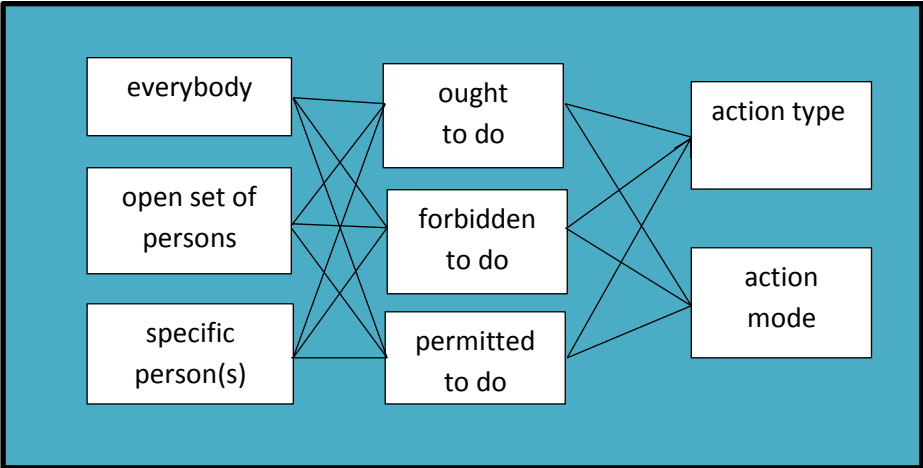 everybody
open set of
persons
specific
person(s)
ought
to do
forbidden
to do
permitted
to do
action type
action
mode